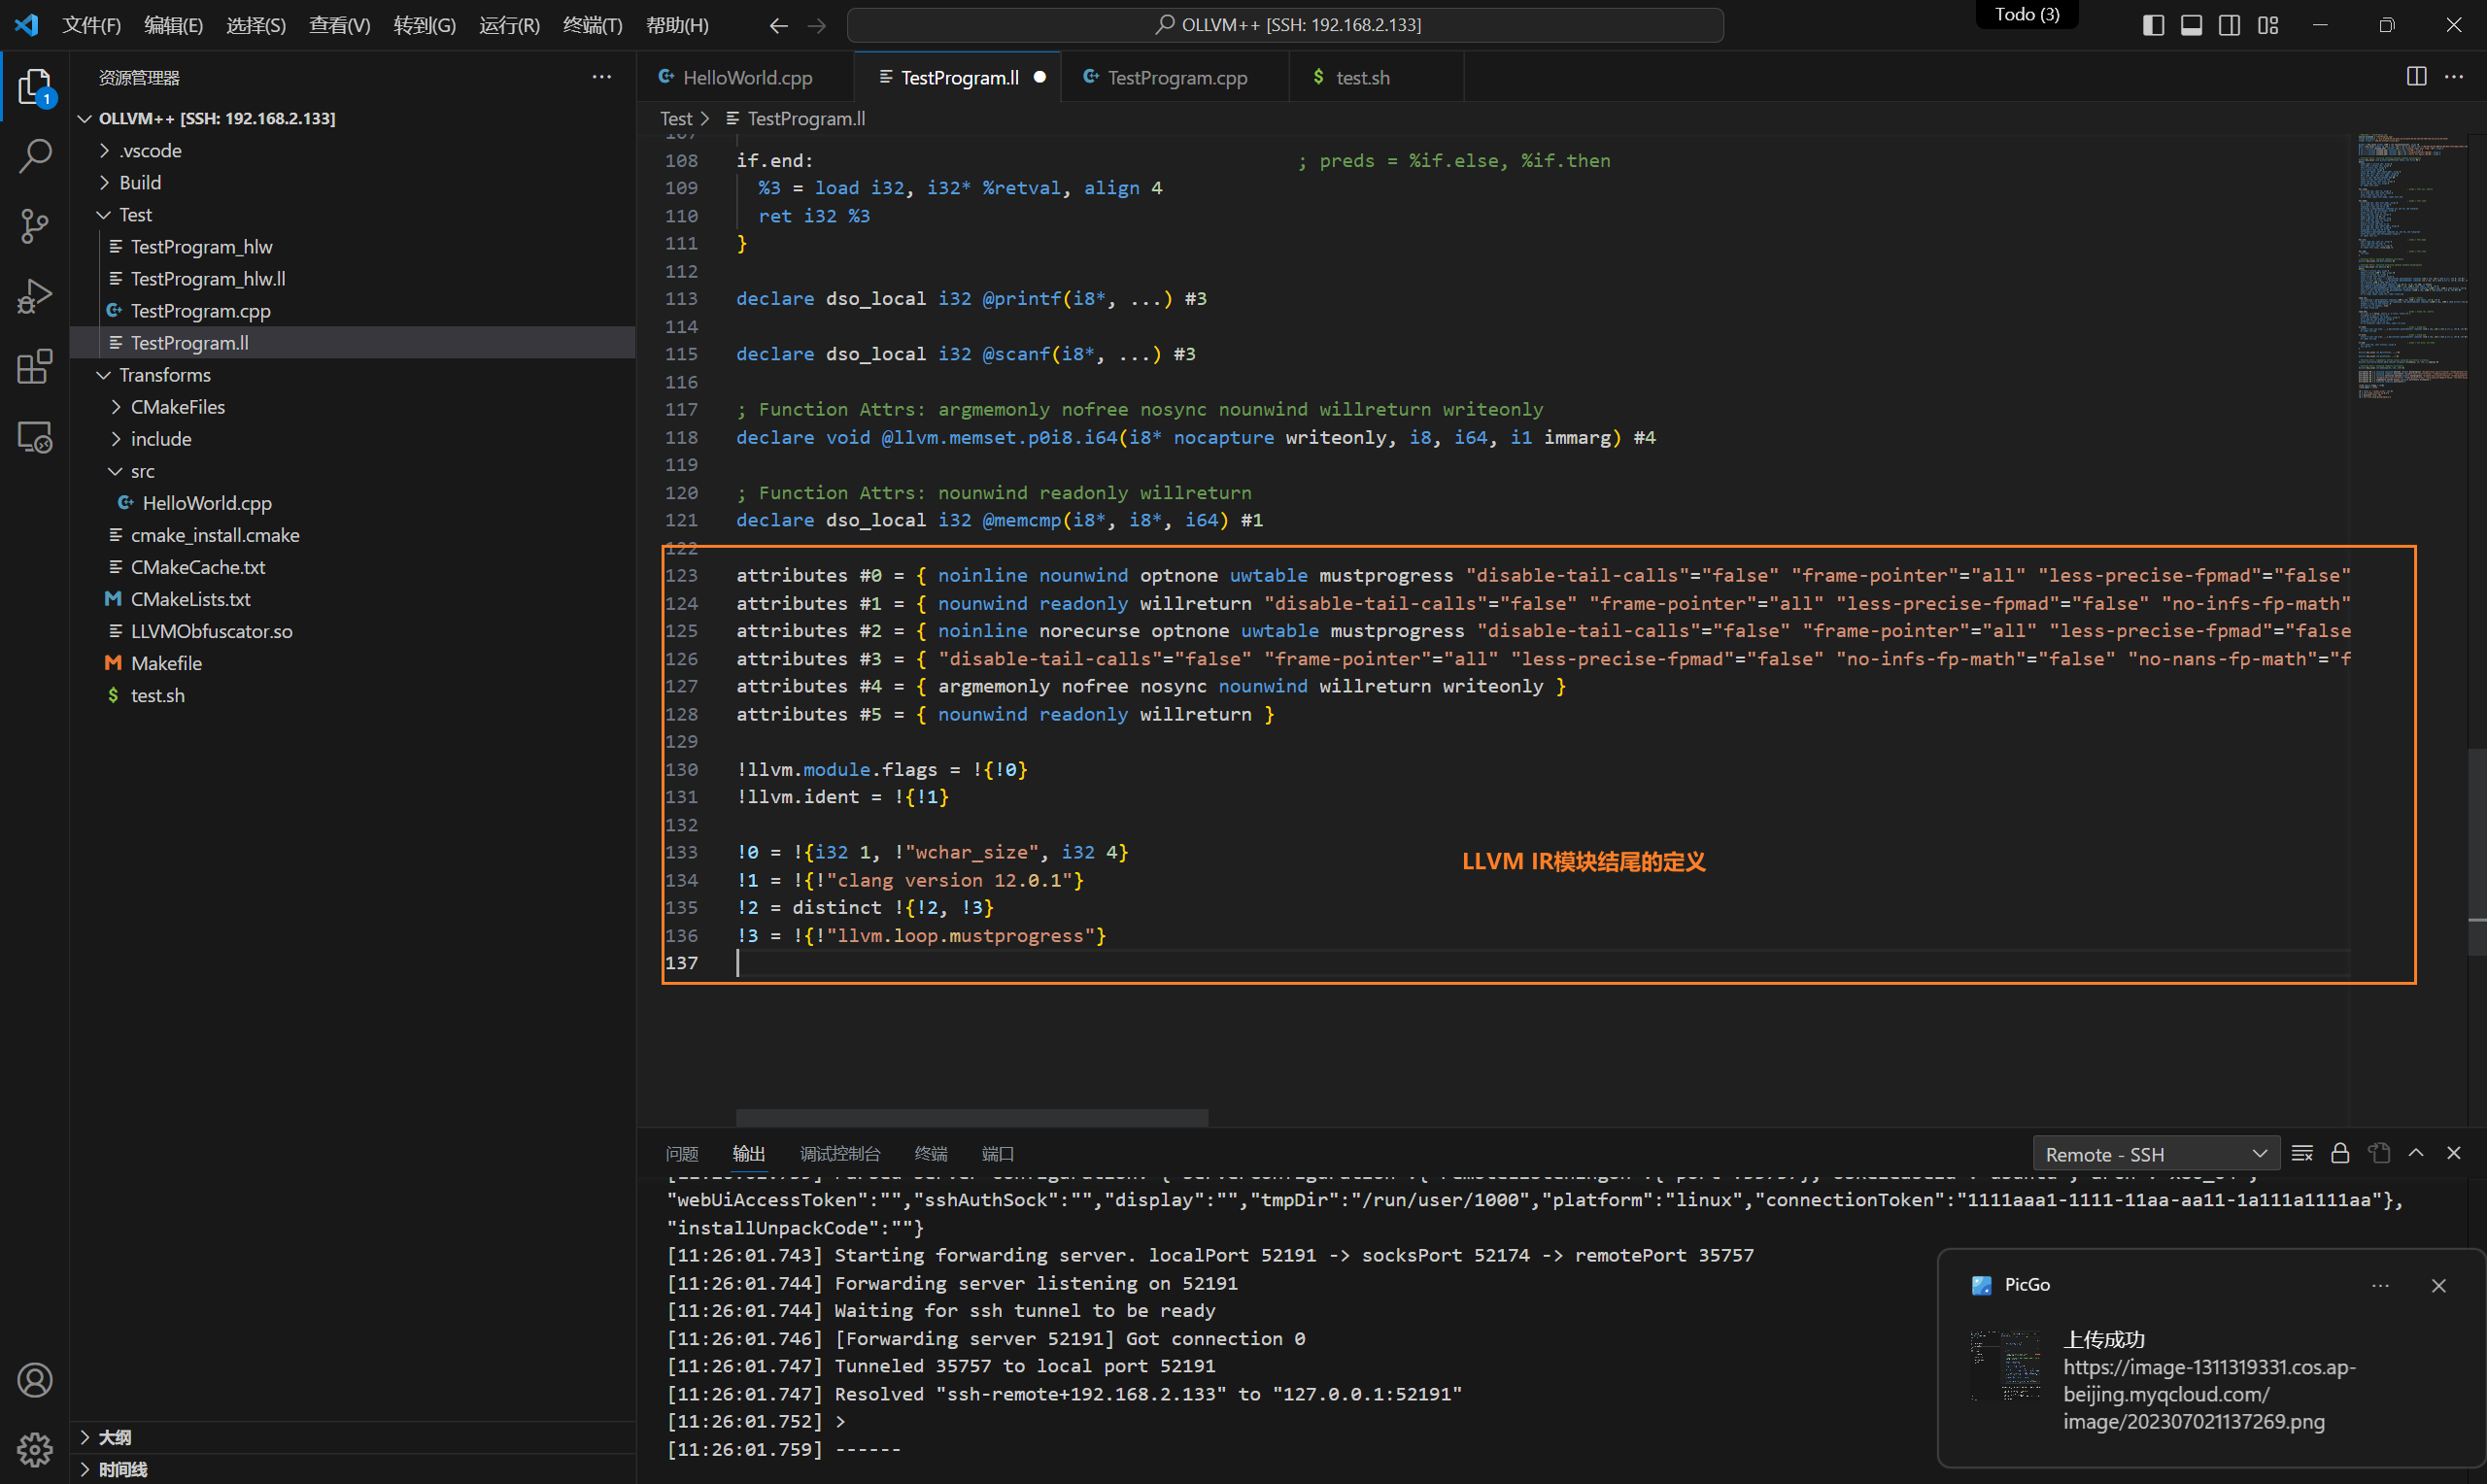 文件(F) 编辑(E) 选择(S) 查看(V) 转到(G) 运行(R) 终端(T) 帮助(H)
OLLVM++ [SSH: 192.168.2.133]
Todo (3)
资源管理器
1
OLLVM++ [SSH: 192.168.2.133]
.vscode
Build
Test
TestProgram_hlw
TestProgram_hlw.ll
TestProgram.cpp
TestProgram.ll
Transforms
CMakeFiles
include
src
HelloWorld.cpp
cmake_install.cmake
CMakeCache.txt
CMakeLists.txt
LLVMObfuscator.so
Makefile
test.sh
大纲
时间线
HelloWorld.cpp TestProgram.ll TestProgram.cpp test.sh
Test > TestProgram.ll
107
108 if.end: ; preds = %if.else, %if.then
109 %3 = load i32, i32* %retval, align 4
110 ret i32 %3
111 }
112
113 declare dso_local i32 @printf(i8*, ...) #3
114
115 declare dso_local i32 @scanf(i8*, ...) #3
116
117 ; Function Attrs: argmemonly nofree nosync nounwind willreturn writeonly
118 declare void @llvm.memset.p0i8.i64(i8* nocapture writeonly, i8, i64, i1 immarg) #4
119
120 ; Function Attrs: nounwind readonly willreturn
121 declare dso_local i32 @memcmp(i8*, i8*, i64) #1
122
123 attributes #0 = { noinline nounwind optnone uwtable mustprogress "disable-tail-calls"="false" "frame-pointer"="all" "less-precise-fpmad"="false"
124 attributes #1 = { nounwind readonly willreturn "disable-tail-calls"="false" "frame-pointer"="all" "less-precise-fpmad"="false" "no-infs-fp-math"
125 attributes #2 = { noinline norecurse optnone uwtable mustprogress "disable-tail-calls"="false" "frame-pointer"="all" "less-precise-fpmad"="false
126 attributes #3 = { "disable-tail-calls"="false" "frame-pointer"="all" "less-precise-fpmad"="false" "no-infs-fp-math"="false" "no-nans-fp-math"="f
127 attributes #4 = { argmemonly nofree nosync nounwind willreturn writeonly }
128 attributes #5 = { nounwind readonly willreturn }
129
130 !llvm.module.flags = !{!0}
131 !llvm.ident = !{!1}
132
133 !0 = !{i32 1, !"wchar_size", i32 4}
134 !1 = !{!"clang version 12.0.1"}
135 !2 = distinct !{!2, !3}
136 !3 = !{!"llvm.loop.mustprogress"}
137
LLVM IR模块结尾的定义
问题 输出 调试控制台 终端 端口
Remote - SSH
"webUiAccessToken":"","sshAuthSock":"","display":"","tmpDir":"/run/user/1000","platform":"linux","connectionToken":"1111aaa1-1111-11aa-aa11-1a111a1111aa"},
"installUnpackCode":""}
[11:26:01.743] Starting forwarding server. localPort 52191 -> socksPort 52174 -> remotePort 35757
[11:26:01.744] Forwarding server listening on 52191
[11:26:01.744] Waiting for ssh tunnel to be ready
[11:26:01.746] [Forwarding server 52191] Got connection 0
[11:26:01.747] Tunneled 35757 to local port 52191
[11:26:01.747] Resolved "ssh-remote+192.168.2.133" to "127.0.0.1:52191"
[11:26:01.752] >
[11:26:01.759] ------
PicGo
上传成功
https://image-1311319331.cos.ap-
beijing.myqcloud.com/
image/202307021137269.png